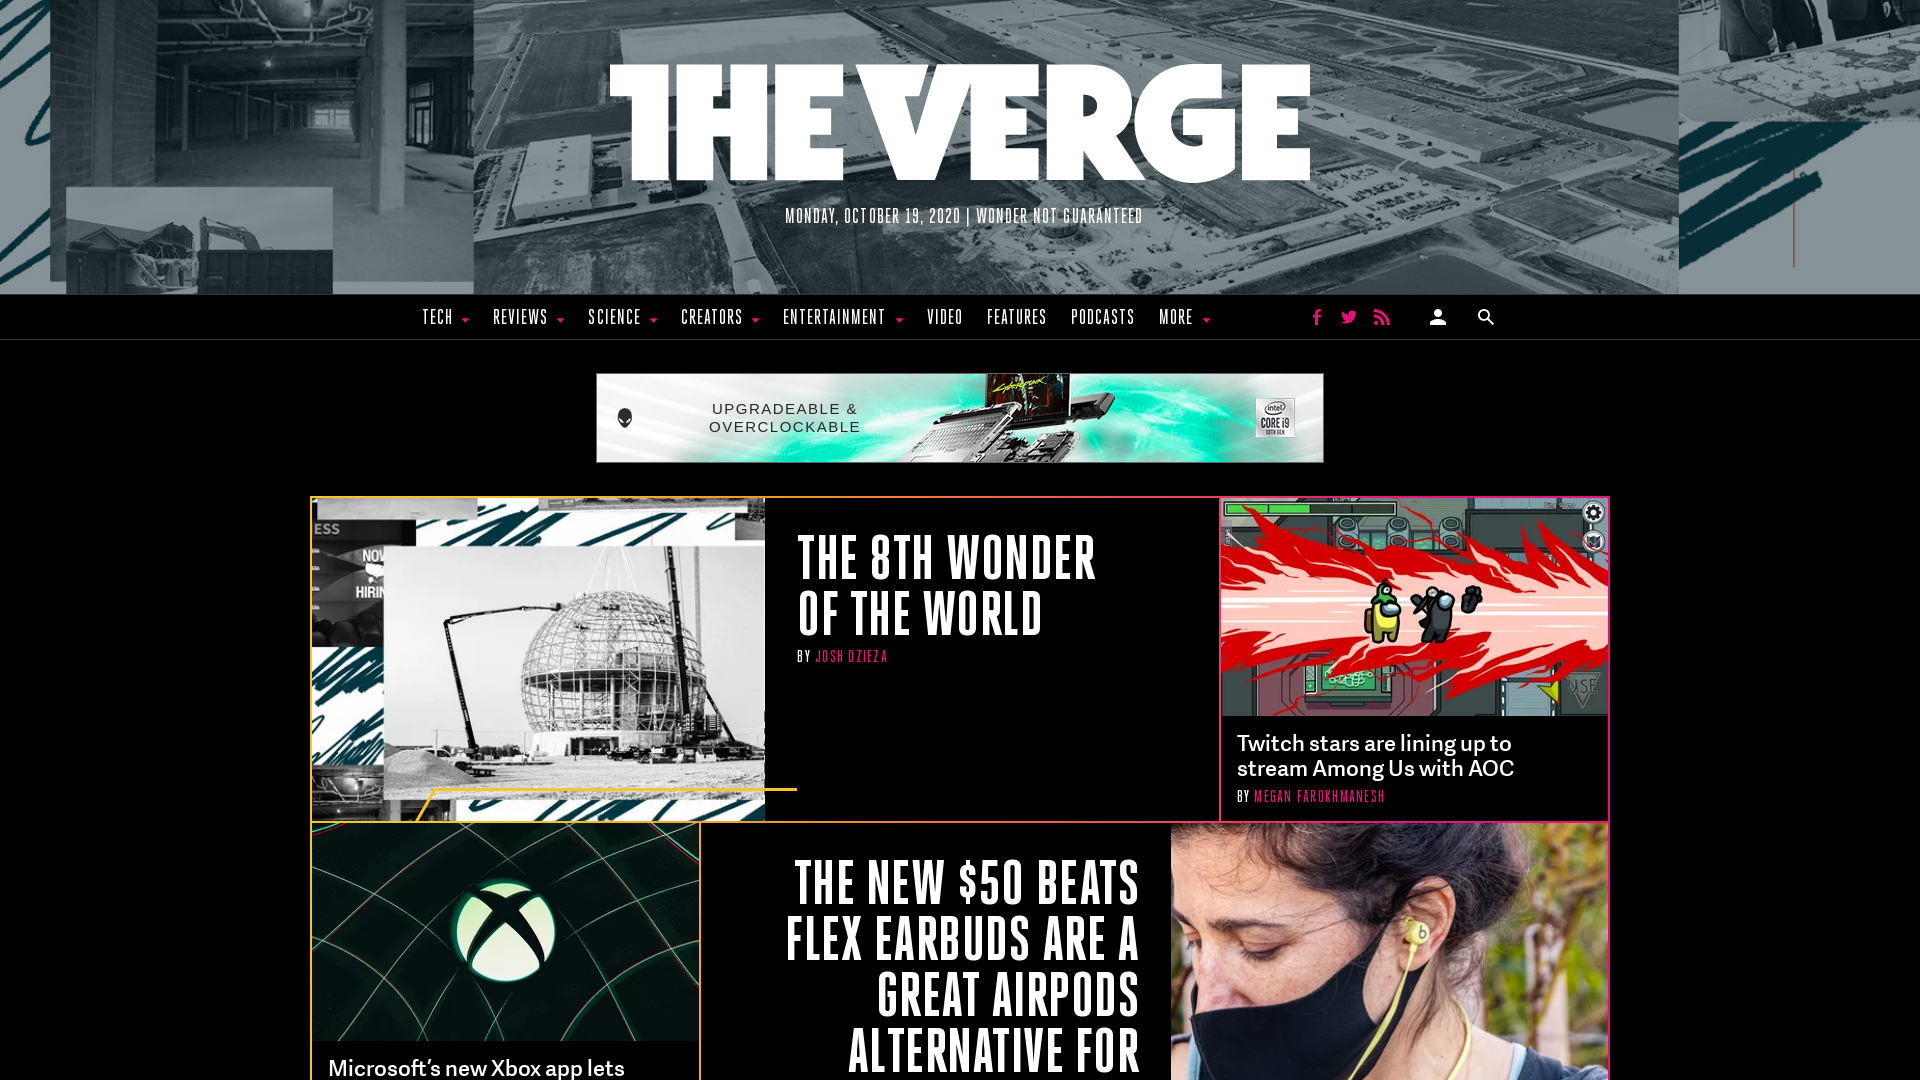 THE VERGE
MONDAY, OCTOBER 19, 2020 | WONDER NOT GUARANTEED
TECH REVIEWS SCIENCE CREATORS ENTERTAINMENT VIDEO FEATURES PODCASTS MORE
UPGRADEABLE &
OVERCLOCKABLE
intel
CORE i9
10TH GEN
THE 8TH WONDER
OF THE WORLD
BY JOSH DZIEZA
USE
Twitch stars are lining up to
stream Among Us with AOC
BY MEGAN FAROKHMANESH
THE NEW $50 BEATS
FLEX EARBUDS ARE A
GREAT AIRPODS
ALTERNATIVE FOR
Microsoft’s new Xbox app lets